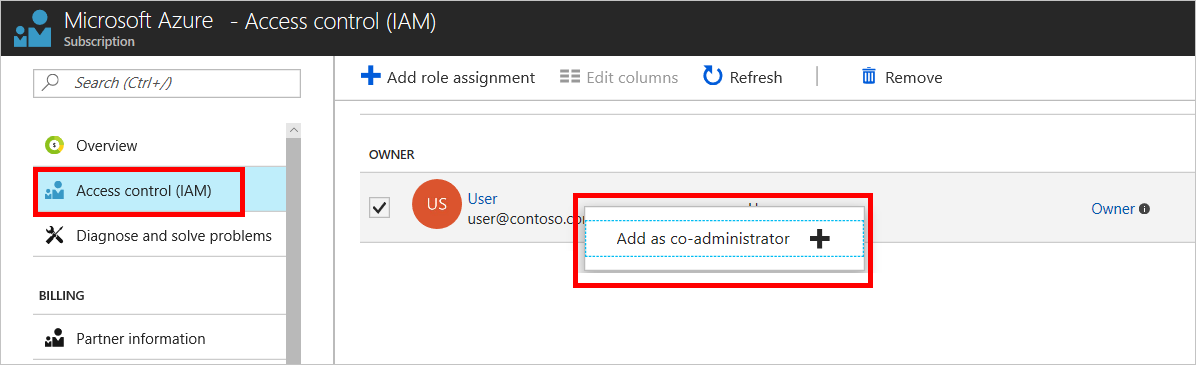 Microsoft Azure - Access control (IAM)
Subscription
Search (Ctrl+/)
Add role assignment
Edit columns
Refresh
Remove
Overview
Access control (IAM)
Diagnose and solve problems
BILLING
Partner information
OWNER
US
User
user@contoso.co
Owner
Add as co-administrator